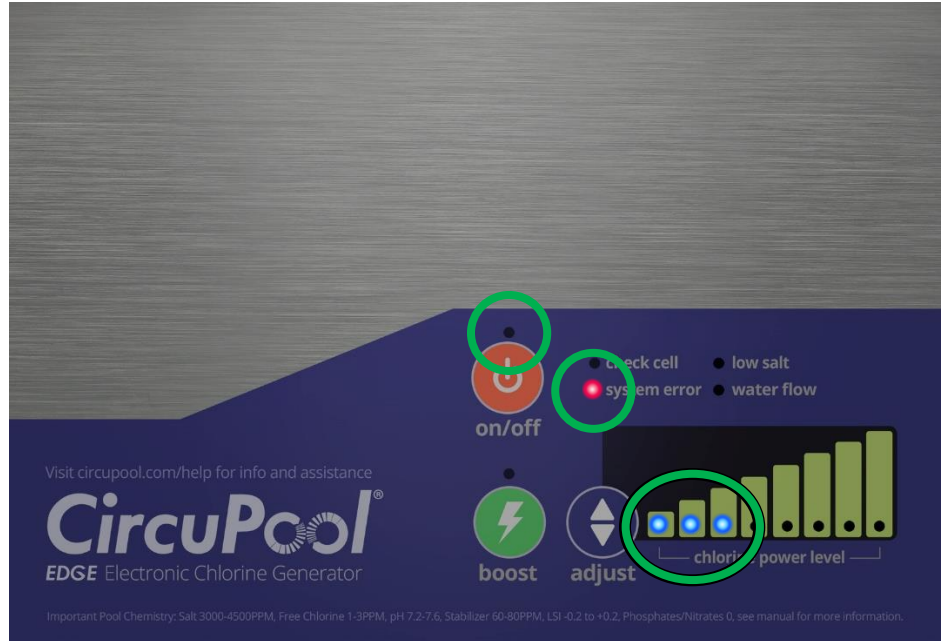 check cell
low salt
system error
water flow
on/off
Visit circupool.com/help for info and assistance
CircuPool®
EDGE Electronic Chlorine Generator
boost
adjust
chlorine power level
Important Pool Chemistry: Salt 3000-4500PPM, Free Chlorine 1-3PPM, pH 7.2-7.6, Stabilizer 60-80PPM, LSI -0.2 to +0.2, Phosphates/Nitrates 0, see manual for more information.